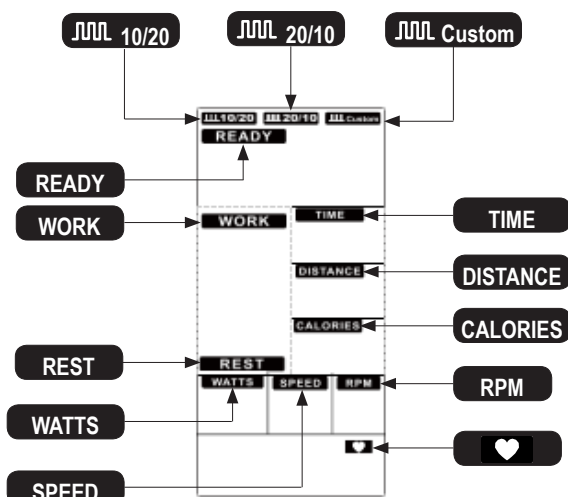 10/20
20/10
Custom
10/20 20/10 Custom
READY
READY
WORK
WORK
TIME
TIME
DISTANCE
DISTANCE
CALORIES
CALORIES
REST
REST
WATTS
SPEED
RPM
RPM
WATTS
SPEED